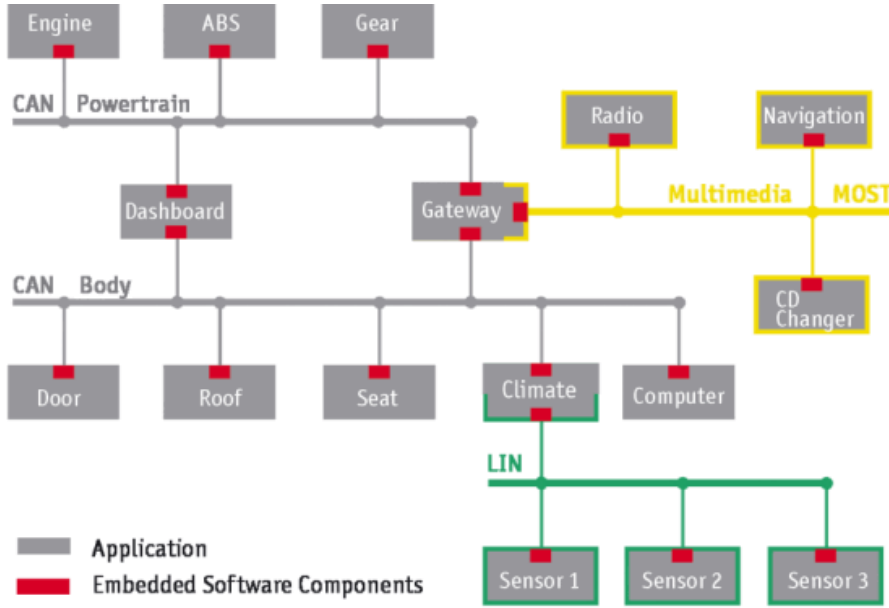 Engine
ABS
Gear
CAN Powertrain
Radio
Navigation
Dashboard
Gateway
Multimedia
MOST
CAN Body
CD
Changer
Door
Roof
Seat
Climate
Computer
LIN
Application
Embedded Software Components
Sensor 1
Sensor 2
Sensor 3